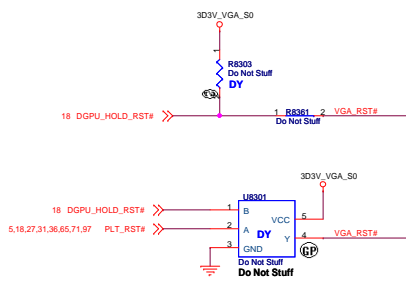 3D3V_VGA_S0
1
R8303
Do Not Stuff
DY
18 DGPU_HOLD_RST#
1 R8361 2 VGA_RST#
Do Not Stuff
3D3V_VGA_S0
U8301
18 DGPU_HOLD_RST# 1 B
VCC 5
5,18,27,31,36,65,71,97 PLT_RST# 2 A
DY
3 GND
Y 4 VGA_RST#
GP
Do Not Stuff
Do Not Stuff